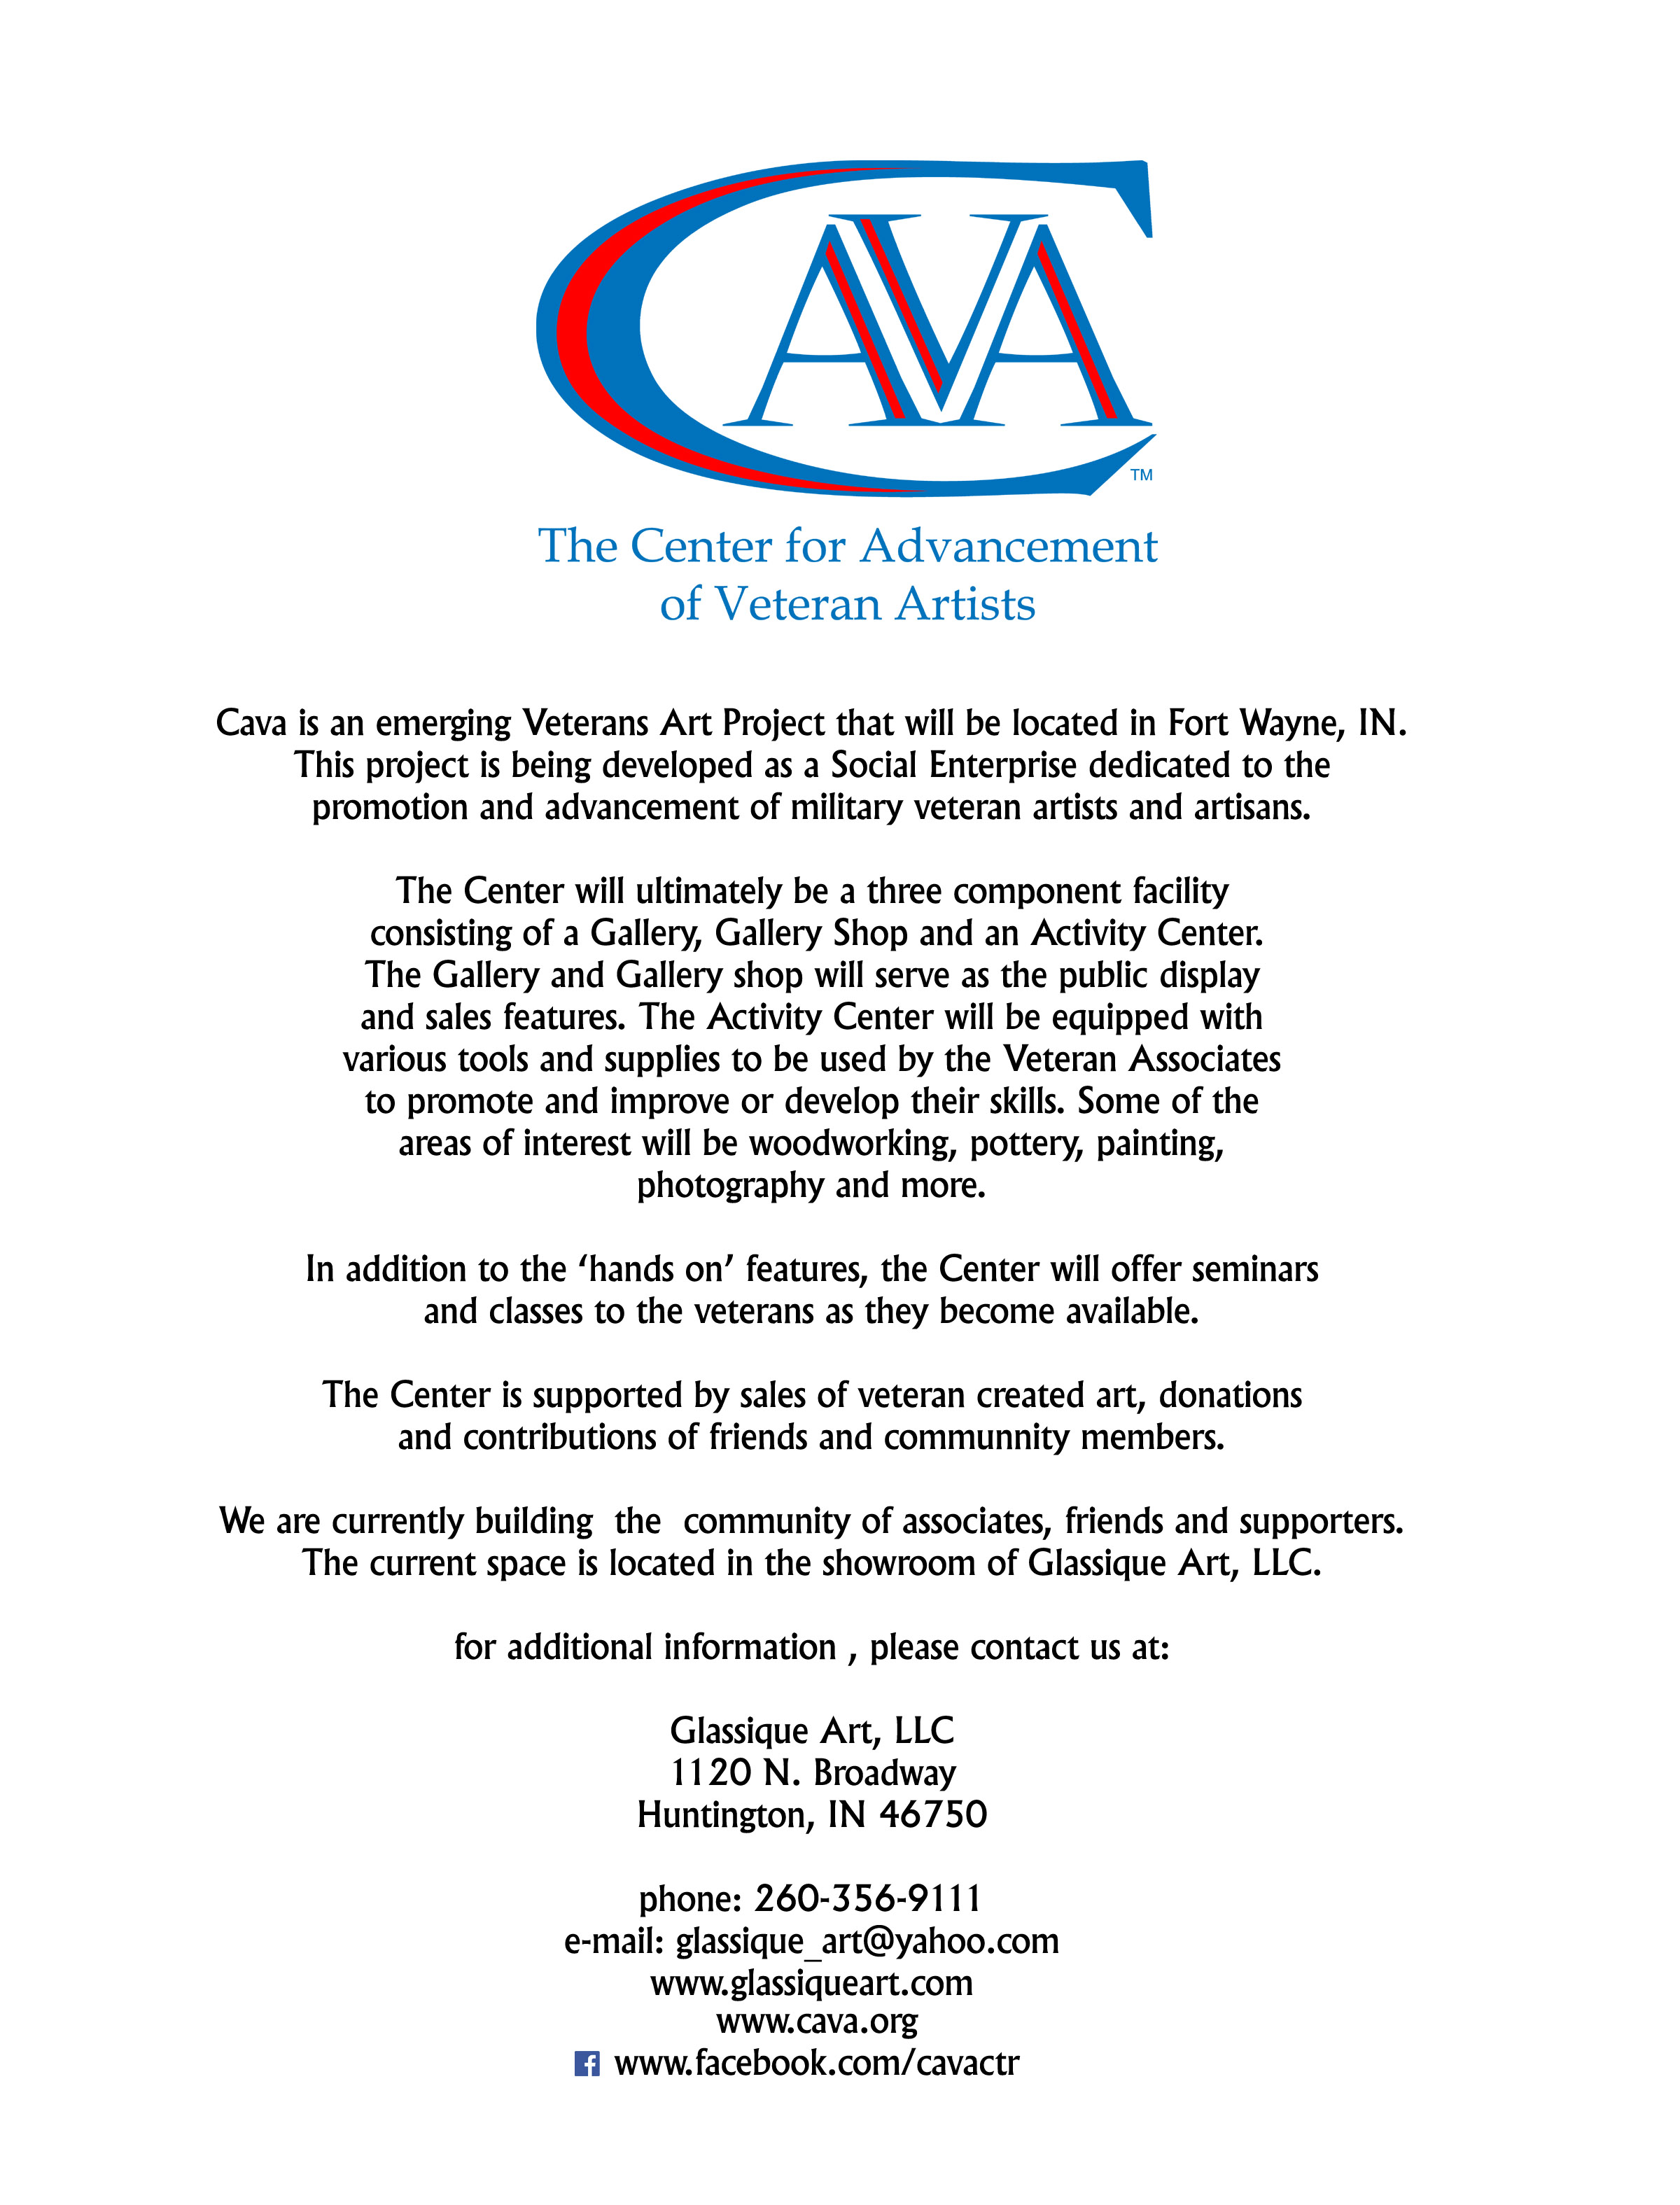 CAVA
TM
The Center for Advancement
of Veteran Artists
Cava is an emerging Veterans Art Project that will be located in Fort Wayne, IN.
This project is being developed as a Social Enterprise dedicated to the
promotion and advancement of military veteran artists and artisans.
The Center will ultimately be a three component facility
consisting of a Gallery, Gallery Shop and an Activity Center.
The Gallery and Gallery shop will serve as the public display
and sales features. The Activity Center will be equipped with
various tools and supplies to be used by the Veteran Associates
to promote and improve or develop their skills. Some of the
areas of interest will be woodworking, pottery, painting,
photography and more.
In addition to the ‘hands on’ features, the Center will offer seminars
and classes to the veterans as they become available.
The Center is supported by sales of veteran created art, donations
and contributions of friends and communnity members.
We are currently building  the  community of associates, friends and supporters.
The current space is located in the showroom of Glassique Art, LLC.
for additional information , please contact us at:
Glassique Art, LLC
1120 N. Broadway
Huntington, IN 46750
phone: 260-356-9111
e-mail: glassique_art@yahoo.com
www.glassiqueart.com
www.cava.org
f www.facebook.com/cavactr